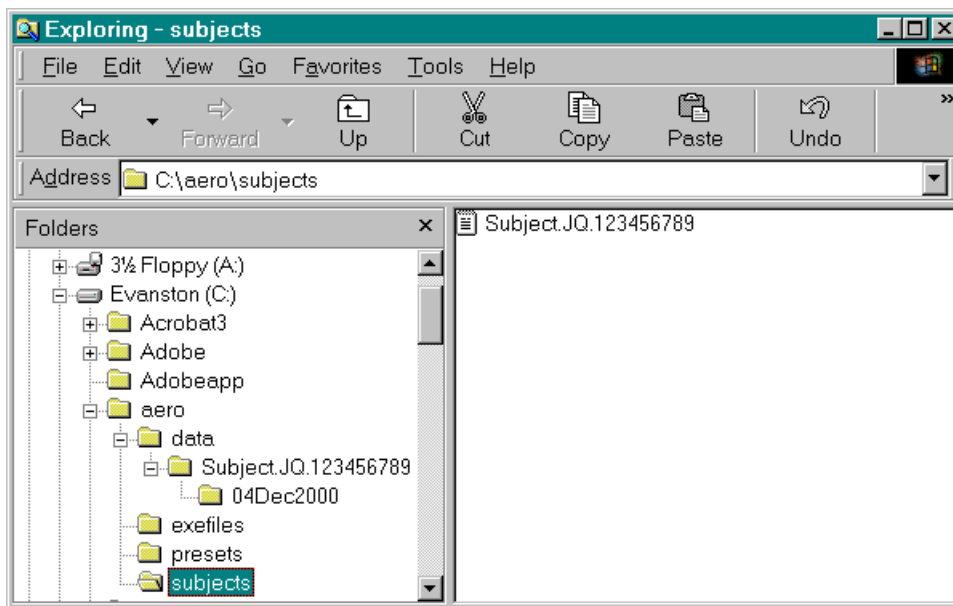 Exploring - subjects
File Edit View Go Favorites Tools Help
Back Forward Up Cut Copy Paste Undo
Address C:\aero\subjects
Folders
3½ Floppy (A:)
Evanston (C:)
Acrobat3
Adobe
Adobeapp
aero
data
Subject.JQ.123456789
04Dec2000
exefiles
presets
subjects
Subject.JQ.123456789